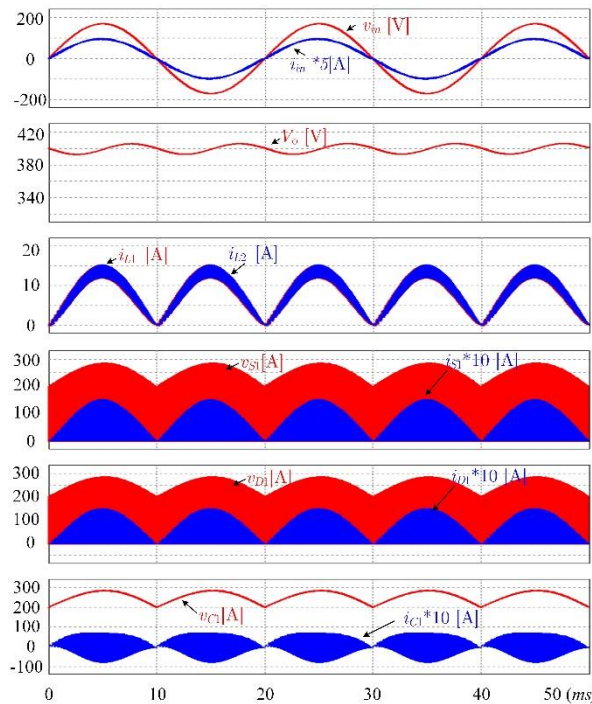 v_in [V]
200
0
i_in *5[A]
-200
420
V_o [V]
380
340
20
i_L1 [A]
i_L2 [A]
10
0
300
v_S1[A]
i_S1*10 [A]
200
100
0
300
v_D1[A]
i_D1*10 [A]
200
100
0
300
200
v_C1[A]
i_C1*10 [A]
100
0
-100
0 10 20 30 40 50 (ms)